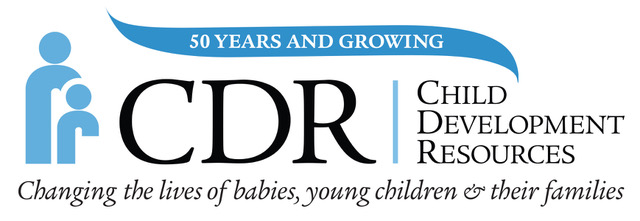 50 YEARS AND GROWING
CDR
CHILD
DEVELOPMENT
RESOURCES
Changing the lives of babies, young children & their families